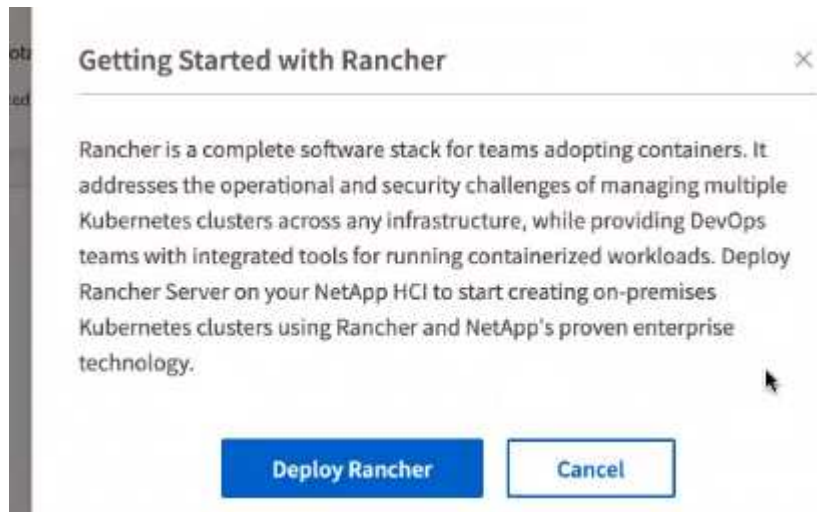 Getting Started with Rancher
Rancher is a complete software stack for teams adopting containers. It
addresses the operational and security challenges of managing multiple
Kubernetes clusters across any infrastructure, while providing DevOps
teams with integrated tools for running containerized workloads. Deploy
Rancher Server on your NetApp HCI to start creating on-premises
Kubernetes clusters using Rancher and NetApp's proven enterprise
technology.
Deploy Rancher
Cancel